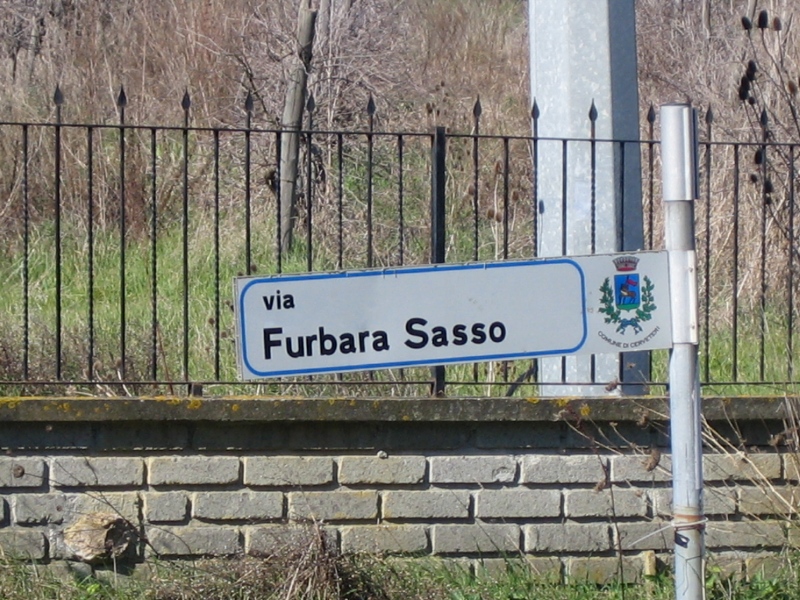 via
Furbara Sasso
COMUNE DI CERVETERI